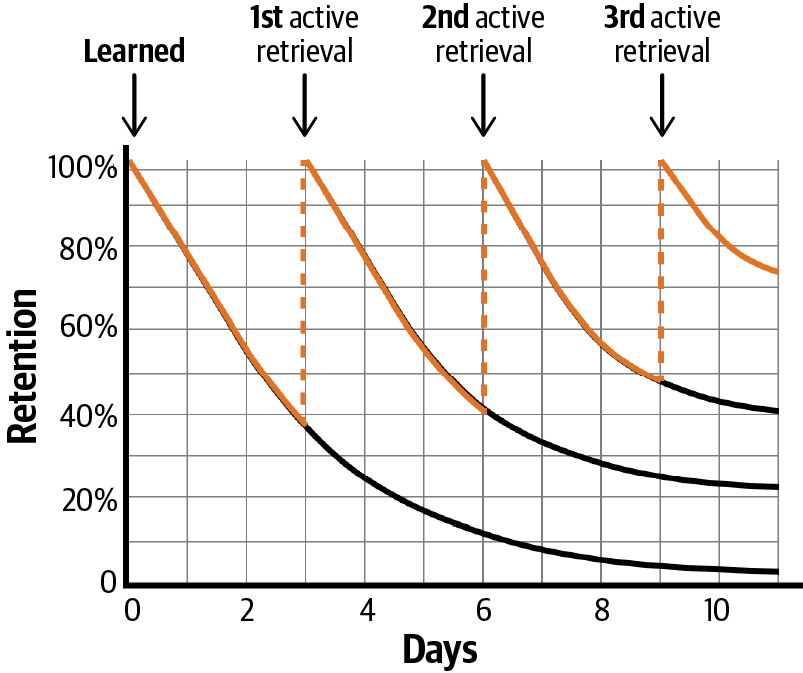 Learned
1st active
retrieval
2nd active
retrieval
3rd active
retrieval
Retention
100%
80%
60%
40%
20%
0
0 2 4 6 8 10
Days